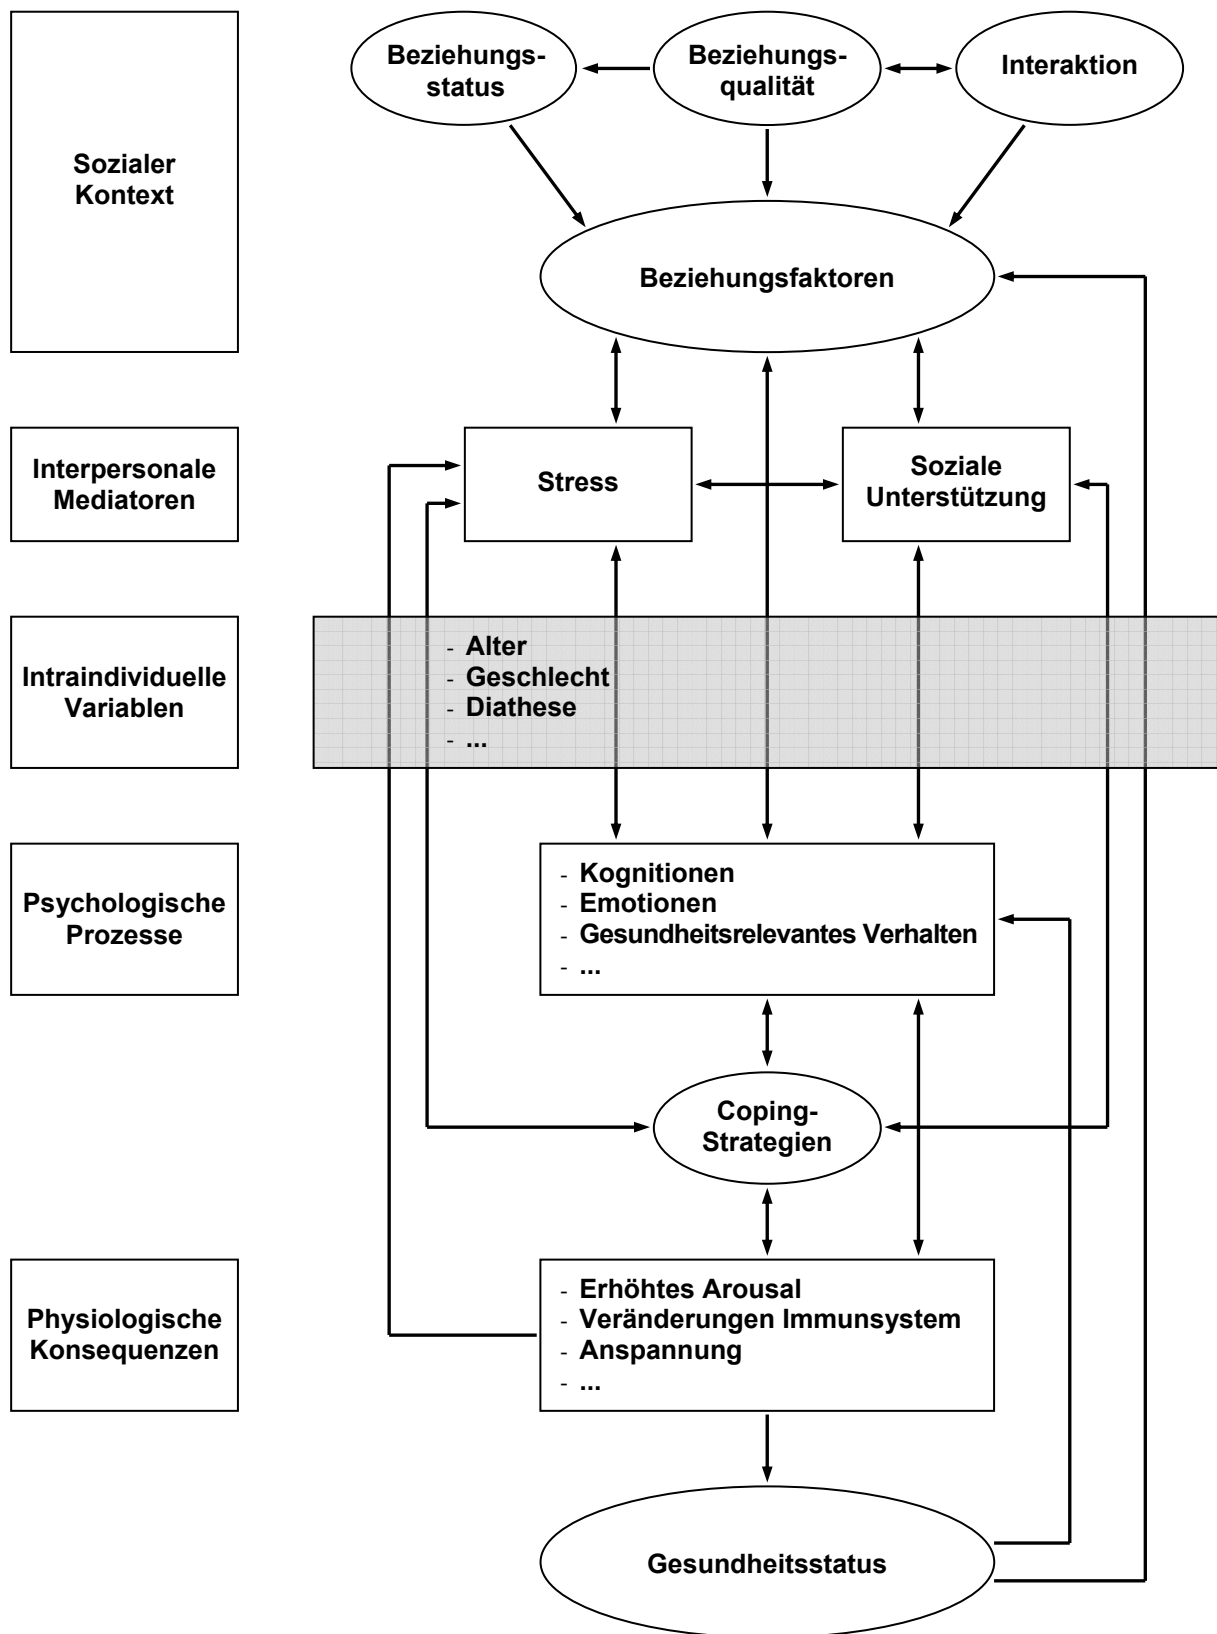 Beziehungs-
status
Beziehungs-
qualität
Interaktion
Sozialer
Kontext
Beziehungsfaktoren
Interpersonale
Mediatoren
Stress
Soziale
Unterstützung
Intraindividuelle
Variablen
- Alter
- Geschlecht
- Diathese
- ...
Psychologische
Prozesse
- Kognitionen
- Emotionen
- Gesundheitsrelevantes Verhalten
- ...
Coping-
Strategien
Physiologische
Konsequenzen
- Erhöhtes Arousal
- Veränderungen Immunsystem
- Anspannung
- ...
Gesundheitsstatus